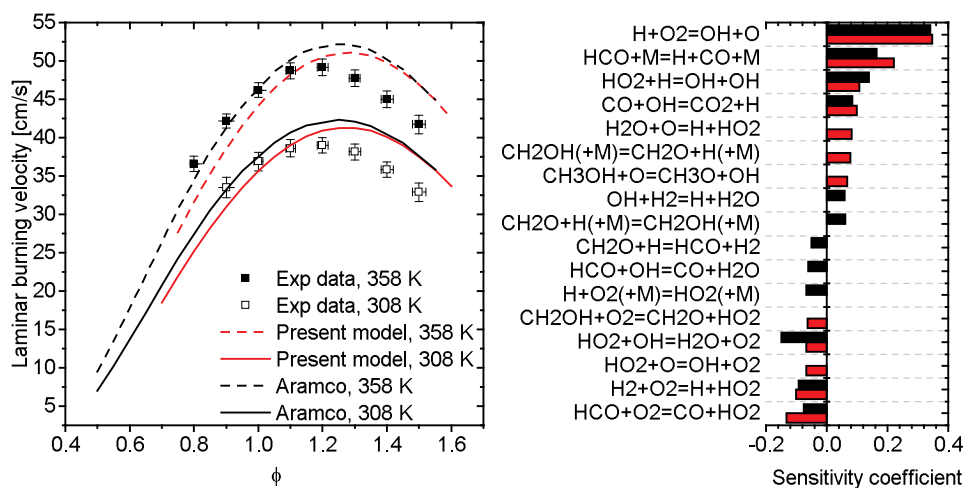 Laminar burning velocity [cm/s]
55
50
45
40
35
30
25
20
15
10
5
Exp data, 358 K
Exp data, 308 K
Present model, 358 K
Present model, 308 K
Aramco, 358 K
Aramco, 308 K
0.4 0.6 0.8 1.0 1.2 1.4 1.6
ϕ
H+O2=OH+O
HCO+M=H+CO+M
HO2+H=OH+OH
CO+OH=CO2+H
H2O+O=H+HO2
CH2OH(+M)=CH2O+H(+M)
CH3OH+O=CH3O+OH
OH+H2=H+H2O
CH2O+H(+M)=CH2OH(+M)
CH2O+H=HCO+H2
HCO+OH=CO+H2O
H+O2(+M)=HO2(+M)
CH2OH+O2=CH2O+HO2
HO2+OH=H2O+O2
HO2+O=OH+O2
H2+O2=H+HO2
HCO+O2=CO+HO2
-0.2 0.0 0.2 0.4
Sensitivity coefficient